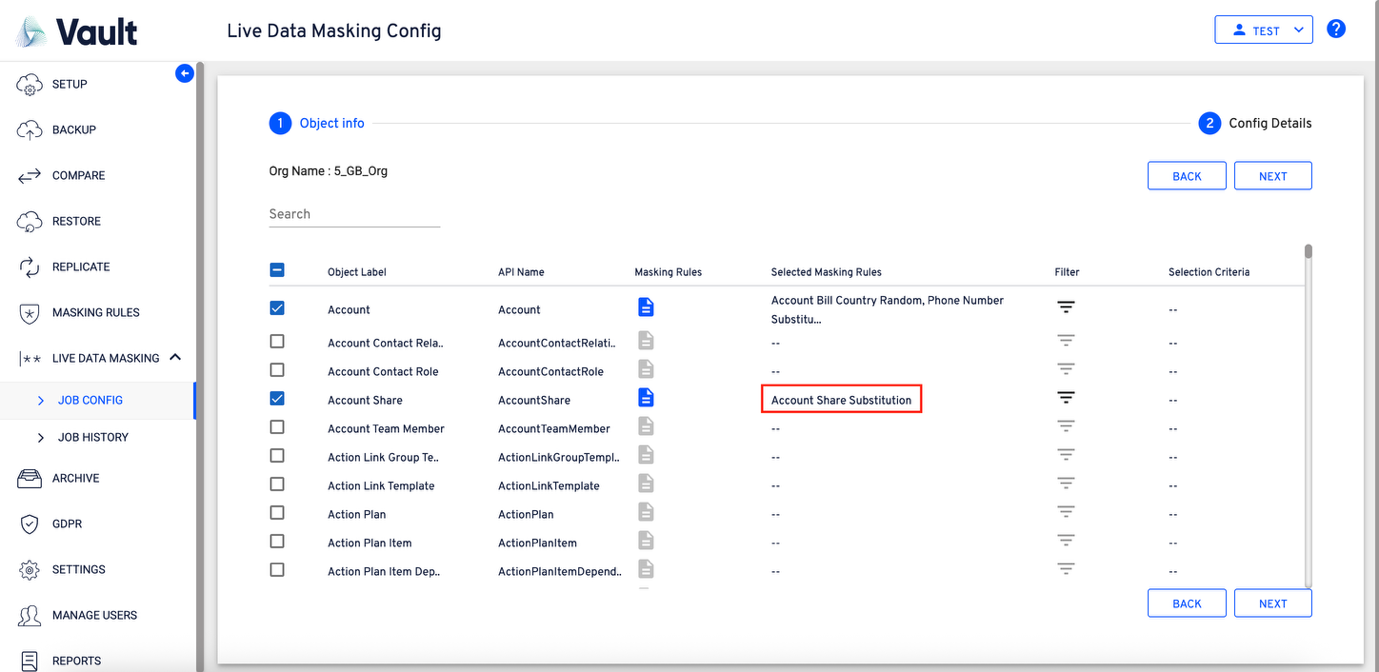 Vault
Live Data Masking Config
TEST
?
SETUP
BACKUP
COMPARE
RESTORE
REPLICATE
MASKING RULES
LIVE DATA MASKING
JOB CONFIG
JOB HISTORY
ARCHIVE
GDPR
SETTINGS
MANAGE USERS
REPORTS
1 Object info
2 Config Details
Org Name : 5_GB_Org
BACK NEXT
Search
Object Label API Name Masking Rules Selected Masking Rules Filter Selection Criteria
Account Account Account Bill Country Random, Phone Number --
Substitu...
Account Contact Rela.. AccountContactRelati.. -- --
Account Contact Role AccountContactRole -- --
Account Share AccountShare Account Share Substitution --
Account Team Member AccountTeamMember -- --
Action Link Group Te.. ActionLinkGroupTempl.. -- --
Action Link Template ActionLinkTemplate -- --
Action Plan ActionPlan -- --
Action Plan Item ActionPlanItem -- --
Action Plan Item Dep.. ActionPlanItemDepend.. -- --
BACK NEXT